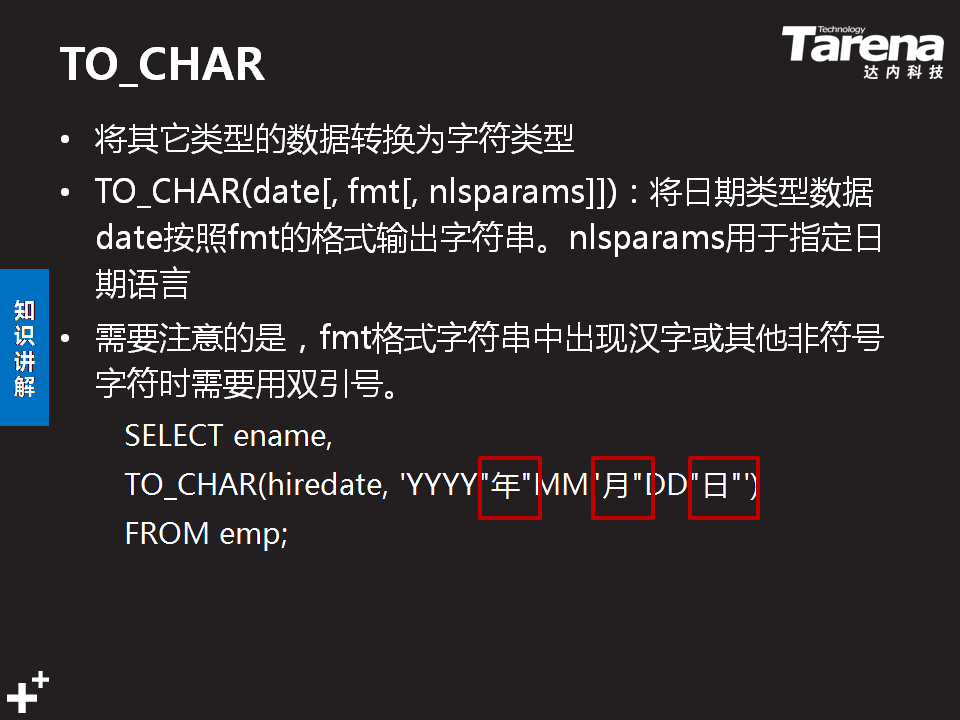 TO_CHAR
Technology
Tarena
达内科技
• 将其它类型的数据转换为字符类型
• TO_CHAR(date[, fmt[, nlsparams]])：将日期类型数据
date按照fmt的格式输出字符串。nlsparams用于指定日
期语言
• 需要注意的是，fmt格式字符串中出现汉字或其他非符号
字符时需要用双引号。
SELECT ename,
TO_CHAR(hiredate, 'YYYY"年"MM"月"DD"日"')
FROM emp;
知识讲解